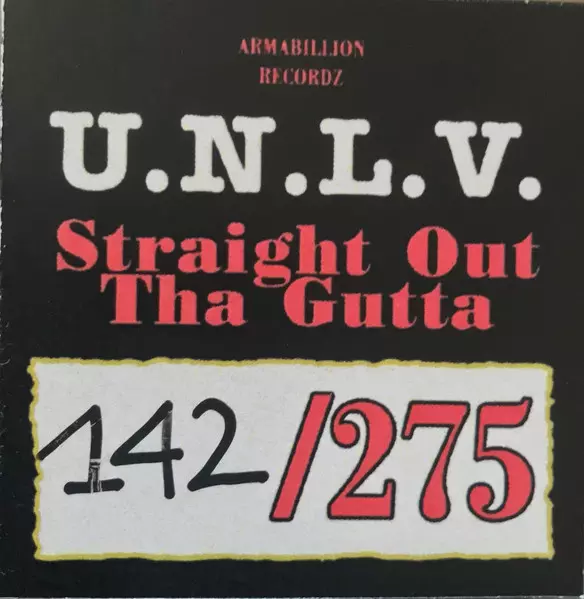 ARMABILLION
RECORDZ
U.N.L.V.
Straight Out
Tha Gutta
142/275